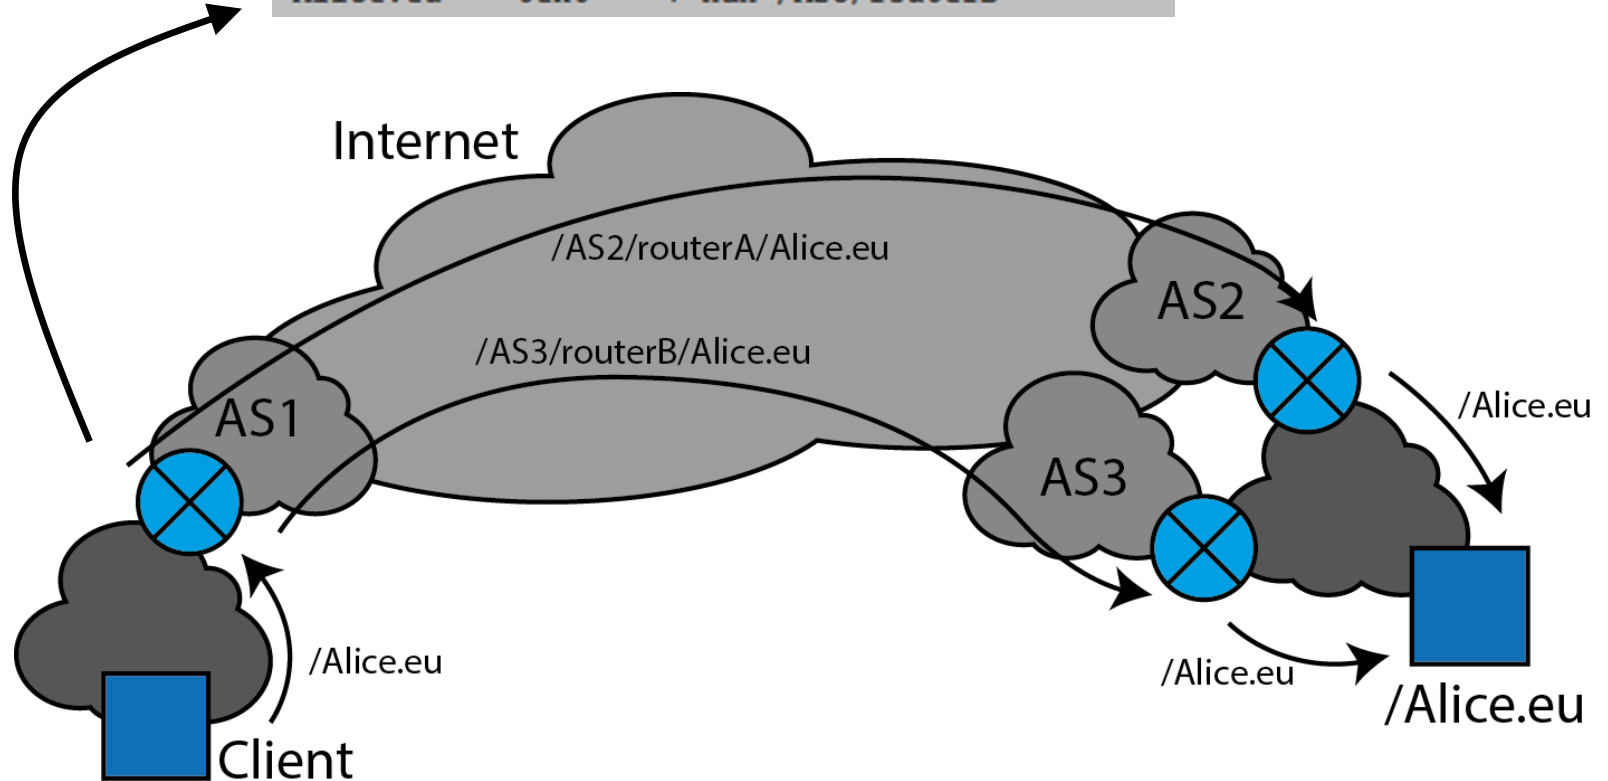 Internet
/AS2/routerA/Alice.eu
AS2
/AS3/routerB/Alice.eu
/Alice.eu
AS1
AS3
/Alice.eu
/Alice.eu
/Alice.eu
Client